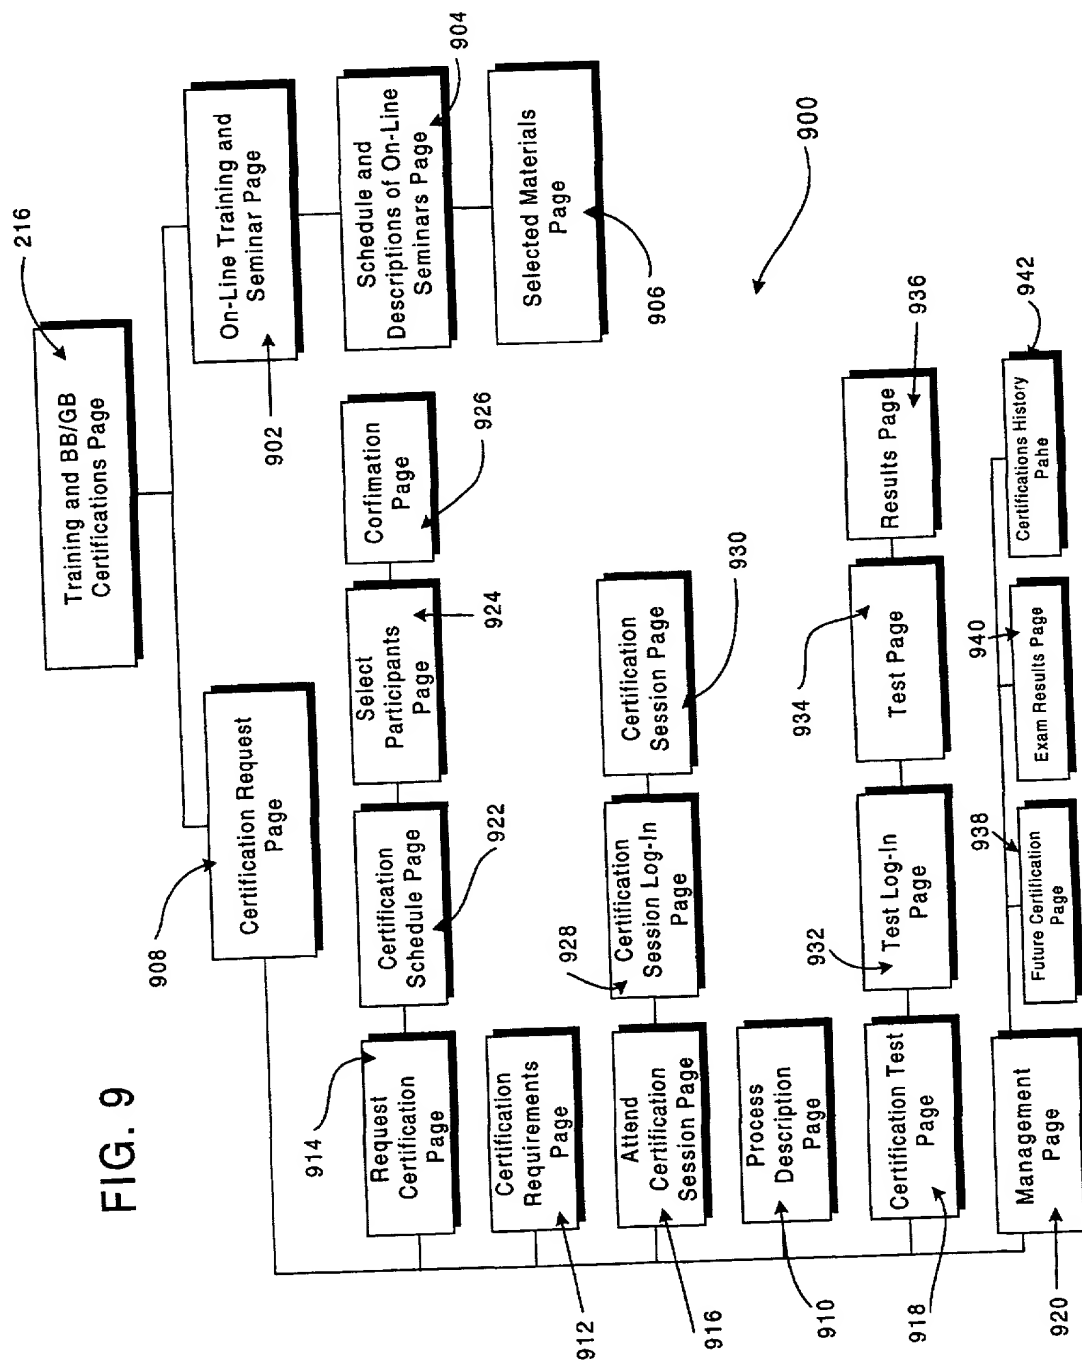 FIG. 9
Training and BB/GB
Certifications Page
216
Certification Request
Page
908
On-Line Training and
Seminar Page
902
Schedule and
Descriptions of On-Line
Seminars Page
904
Selected Materials
Page
906
900
Request
Certification
Page
914
Certification
Schedule Page
922
Select
Participants
Page
924
Corfimation
Page
926
Certification
Requirements
Page
912
Attend
Certification
Session Page
916
Certification
Session Log-In
Page
928
Certification
Session Page
930
Process
Description
Page
910
Certification Test
Page
918
Test Log-In
Page
932
Test Page
934
Results Page
936
Management
Page
920
Future Certification
Page
938
Exam Results Page
940
Certifications History
Pahe
942